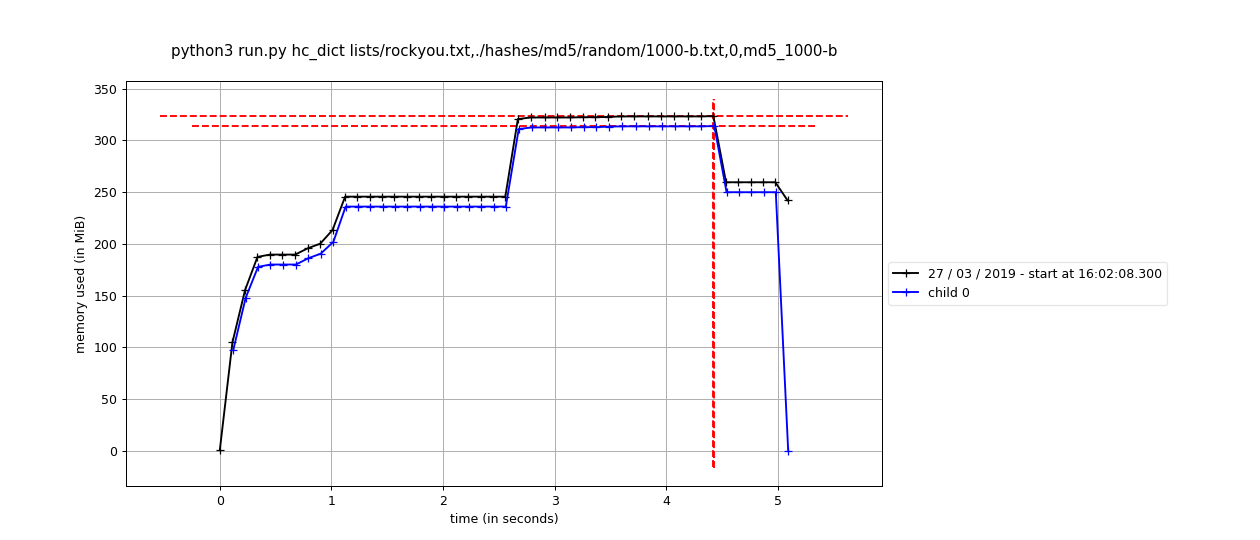 python3 run.py hc_dict lists/rockyou.txt,./hashes/md5/random/1000-b.txt,0,md5_1000-b
350
300
250
200
150
100
50
0
memory used (in MiB)
0 1 2 3 4 5
time (in seconds)
27 / 03 / 2019 - start at 16:02:08.300
child 0